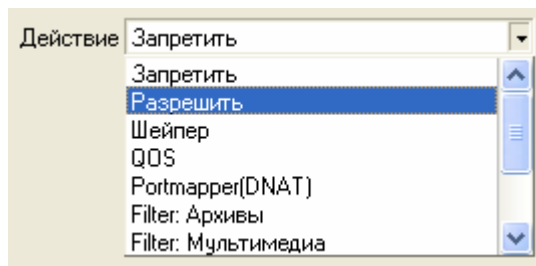 Действие Запретить
Запретить
Разрешить
Шейпер
QOS
Portmapper(DNAT)
Filter: Архивы
Filter: Мультимедиа